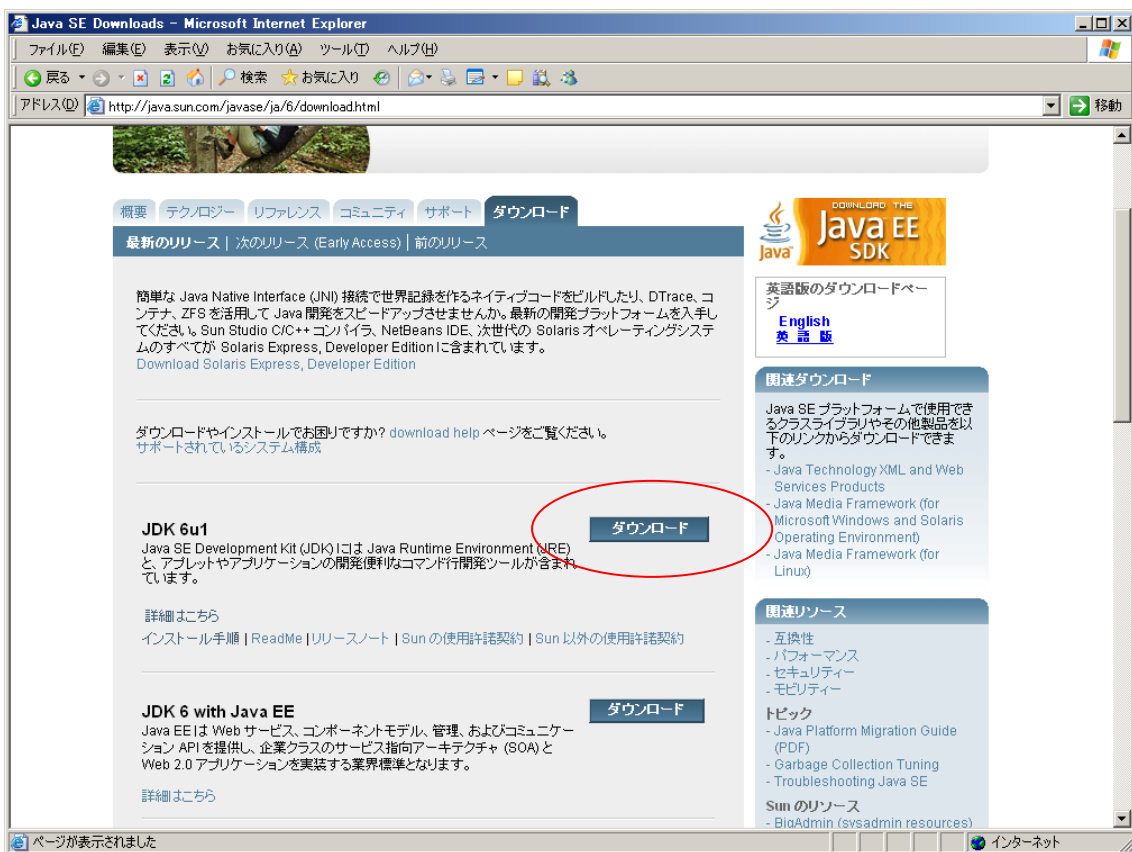 Java SE Downloads - Microsoft Internet Explorer
ファイル(F) 編集(E) 表示(V) お気に入り(A) ツール(T) ヘルプ(H)
戻る 検索 お気に入り
アドレス(D) http://java.sun.com/javase/ja/6/download.html 移動
概要 テクノロジー リファレンス コミュニティ サポート ダウンロード
最新のリリース | 次のリリース (Early Access) | 前のリリース
簡単な Java Native Interface (JNI) 接続で世界記録を作るネイティブコードをビルドしたり、DTrace、コ
ンテナ、ZFS を活用して Java 開発をスピードアップさせませんか。最新の開発プラットフォームを入手し
てください。Sun Studio C/C++ コンパイラ、NetBeans IDE、次世代の Solaris オペレーティングシステ
ムのすべてが Solaris Express, Developer Edition に含まれています。
Download Solaris Express, Developer Edition
ダウンロードやインストールでお困りですか? download help ページをご覧ください。
サポートされているシステム構成
JDK 6u1
ダウンロード
Java SE Development Kit (JDK) には Java Runtime Environment (JRE)
と、アプレットやアプリケーションの開発便利なコマンド行開発ツールが含まれ
ています。
詳細はこちら
インストール手順 | ReadMe | リリースノート | Sun の使用許諾契約 | Sun 以外の使用許諾契約
JDK 6 with Java EE
ダウンロード
Java EE は Web サービス、コンポーネントモデル、管理、およびコミュニケー
ション API を提供し、企業クラスのサービス指向アーキテクチャ (SOA) と
Web 2.0 アプリケーションを実装する業界標準となります。
詳細はこちら
DOWNLOAD THE
Java EE
SDK
Java
英語版のダウンロードペー
ジ
English
英語版
関連ダウンロード
Java SE プラットフォームで使用でき
るクラスライブラリやその他製品を以
下のリンクからダウンロードできま
す。
- Java Technology XML and Web
Services Products
- Java Media Framework (for
Microsoft Windows and Solaris
Operating Environment)
- Java Media Framework (for
Linux)
関連リソース
- 互換性
- パフォーマンス
- セキュリティー
- モビリティー
トピック
- Java Platform Migration Guide
(PDF)
- Garbage Collection Tuning
- Troubleshooting Java SE
Sun のリソース
- BigAdmin (sysadmin resources)
ページが表示されました インターネット